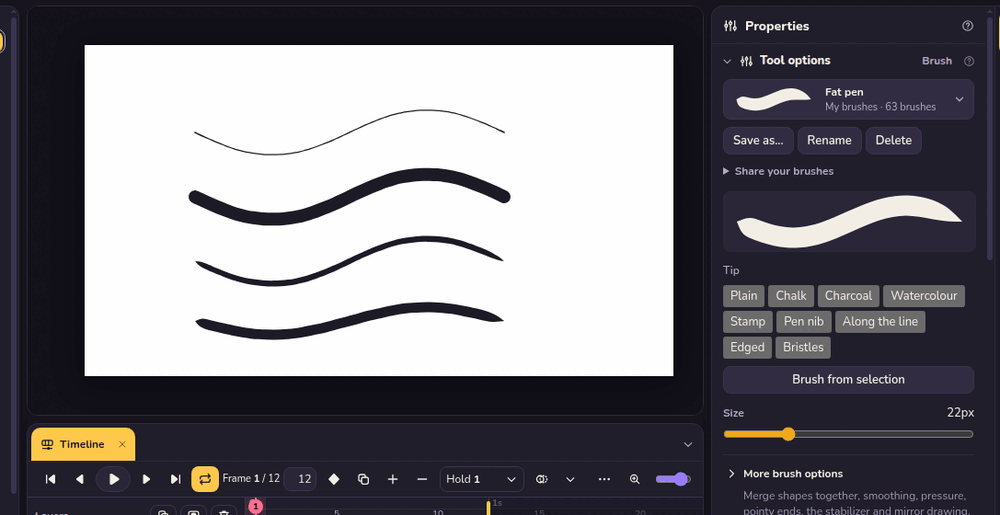 Properties
Tool options Brush
Fat pen
My brushes · 63 brushes
Save as... Rename Delete
Share your brushes
Tip
Plain Chalk Charcoal Watercolour
Stamp Pen nib Along the line
Edged Bristles
Brush from selection
Size 22px
More brush options
Merge shapes together, smoothing, pressure,
pointy ends, the stabilizer and mirror drawing.
Timeline
Frame 1 / 12 12 Hold 1
Layers 1 5 10 1s 15 20